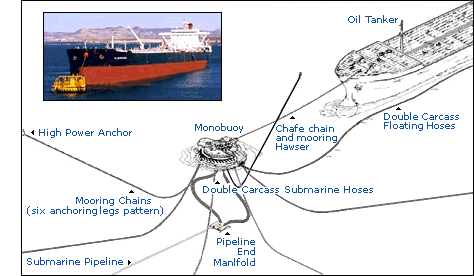 Oil Tanker
Double Carcass
Floating Hoses
Chafe chain
and mooring
Hawser
Monobuoy
High Power Anchor
Double Carcass Submarine Hoses
Mooring Chains
(six anchoring legs pattern)
Pipeline
End
Manlfold
Submarine Pipeline